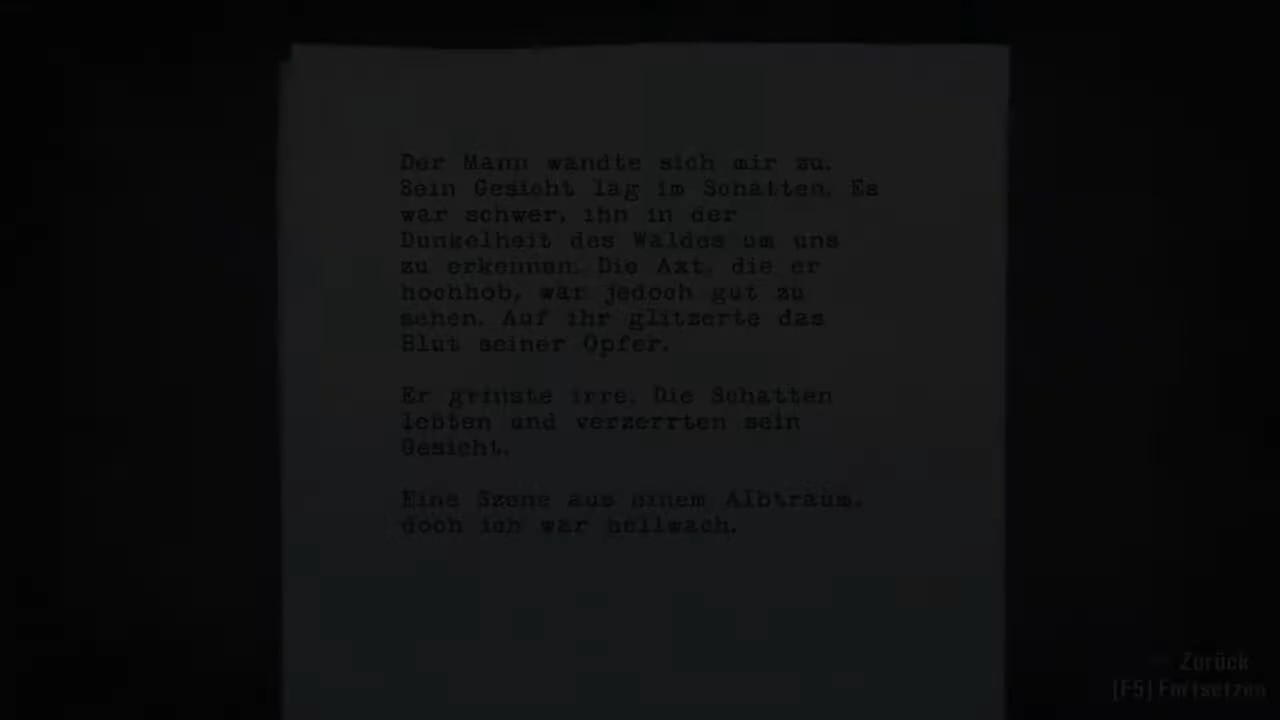 Der Mann wandte sich mir zu.
Sein Gesicht lag im Schatten. Es
war schwer, ihn in der
Dunkelheit des Waldes um uns
zu erkennen. Die Axt, die er
hochhob, war jedoch gut zu
sehen. Auf ihr glitzerte das
Blut seiner Opfer.
Er grinste irre. Die Schatten
lebten und verzerrten sein
Gesicht.
Eine Szene aus einem Albtraum,
doch ich war hellwach.
Zurück
[F5] Fortsetzen